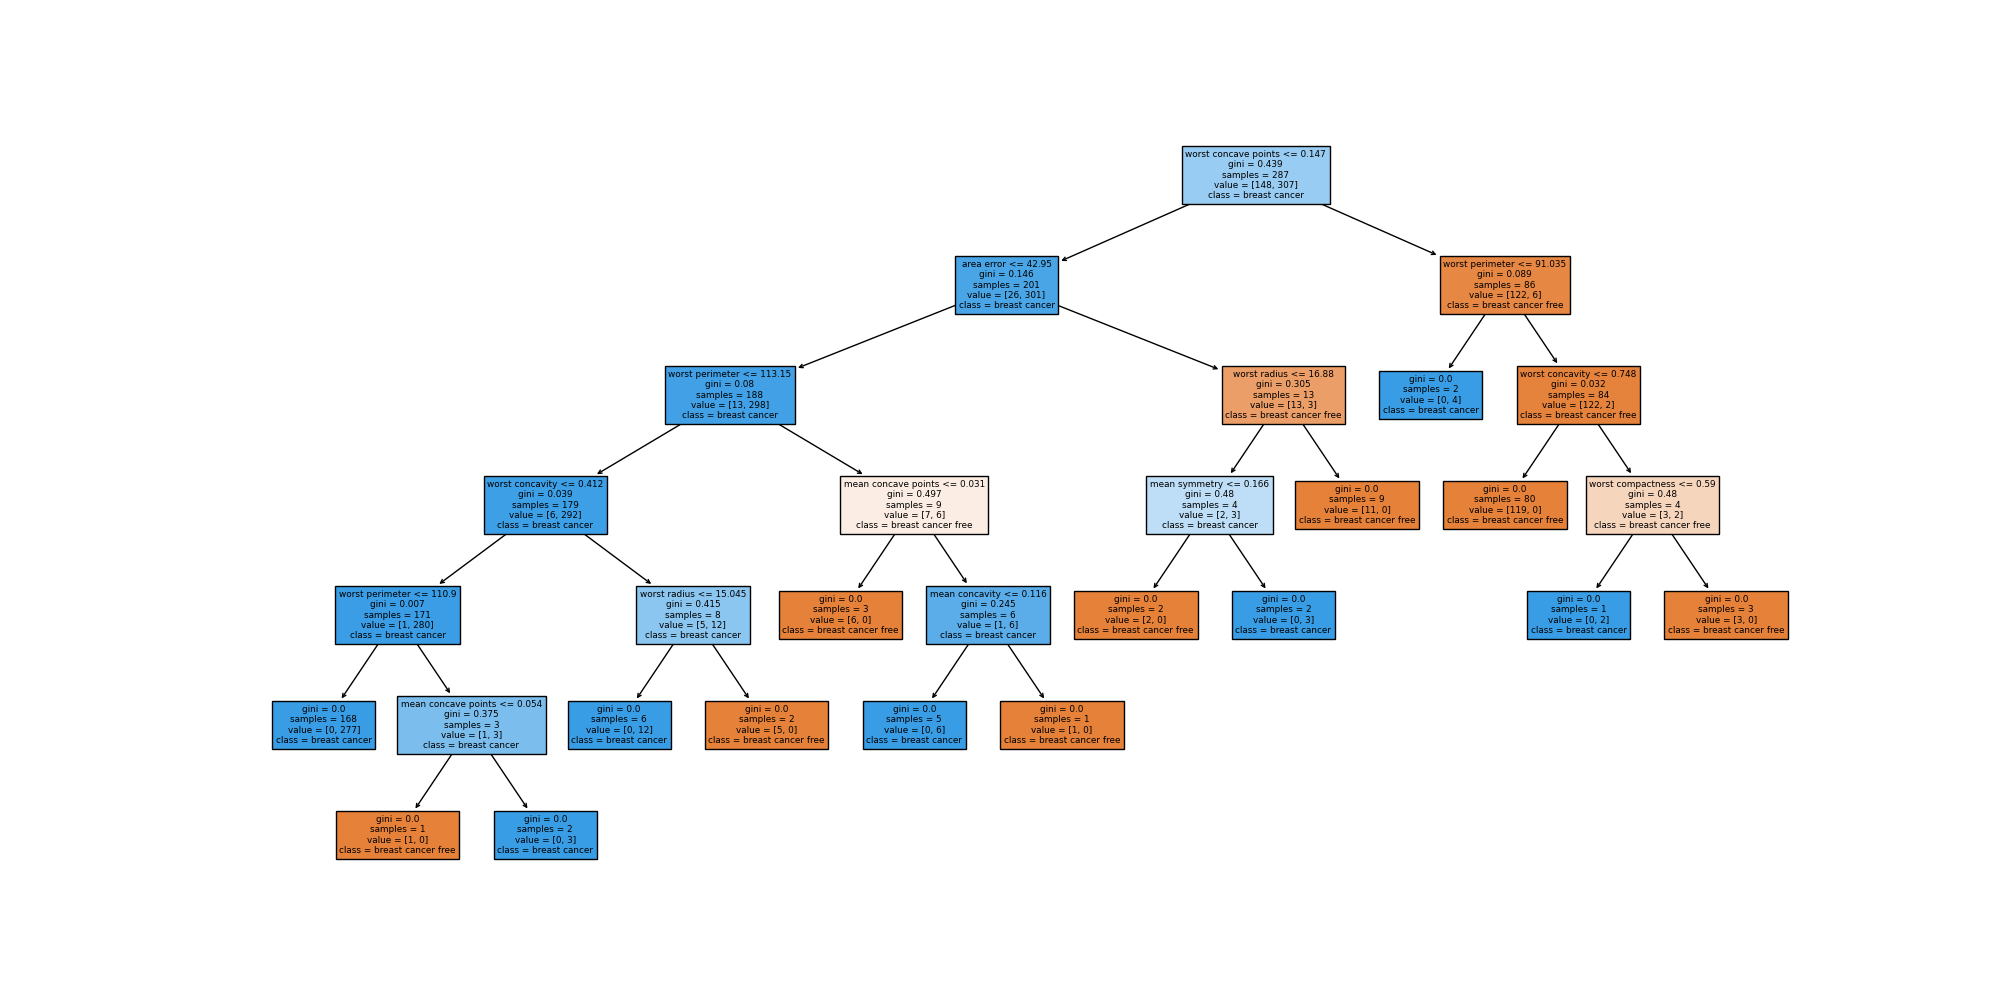 worst concave points <= 0.147
gini = 0.439
samples = 287
value = [148, 307]
class = breast cancer
area error <= 42.95
gini = 0.146
samples = 201
value = [26, 301]
class = breast cancer
worst perimeter <= 91.035
gini = 0.089
samples = 86
value = [122, 6]
class = breast cancer free
worst perimeter <= 113.15
gini = 0.08
samples = 188
value = [13, 298]
class = breast cancer
worst radius <= 16.88
gini = 0.305
samples = 13
value = [13, 3]
class = breast cancer free
gini = 0.0
samples = 2
value = [0, 4]
class = breast cancer
worst concavity <= 0.748
gini = 0.032
samples = 84
value = [122, 2]
class = breast cancer free
worst concavity <= 0.412
gini = 0.039
samples = 179
value = [6, 292]
class = breast cancer
mean concave points <= 0.031
gini = 0.497
samples = 9
value = [7, 6]
class = breast cancer free
mean symmetry <= 0.166
gini = 0.48
samples = 4
value = [2, 3]
class = breast cancer
gini = 0.0
samples = 9
value = [11, 0]
class = breast cancer free
gini = 0.0
samples = 80
value = [119, 0]
class = breast cancer free
worst compactness <= 0.59
gini = 0.48
samples = 4
value = [3, 2]
class = breast cancer free
worst perimeter <= 110.9
gini = 0.007
samples = 171
value = [1, 280]
class = breast cancer
worst radius <= 15.045
gini = 0.415
samples = 8
value = [5, 12]
class = breast cancer
gini = 0.0
samples = 3
value = [6, 0]
class = breast cancer free
mean concavity <= 0.116
gini = 0.245
samples = 6
value = [1, 6]
class = breast cancer
gini = 0.0
samples = 2
value = [2, 0]
class = breast cancer free
gini = 0.0
samples = 2
value = [0, 3]
class = breast cancer
gini = 0.0
samples = 1
value = [0, 2]
class = breast cancer
gini = 0.0
samples = 3
value = [3, 0]
class = breast cancer free
gini = 0.0
samples = 168
value = [0, 277]
class = breast cancer
mean concave points <= 0.054
gini = 0.375
samples = 3
value = [1, 3]
class = breast cancer
gini = 0.0
samples = 6
value = [0, 12]
class = breast cancer
gini = 0.0
samples = 2
value = [5, 0]
class = breast cancer free
gini = 0.0
samples = 5
value = [0, 6]
class = breast cancer
gini = 0.0
samples = 1
value = [1, 0]
class = breast cancer free
gini = 0.0
samples = 1
value = [1, 0]
class = breast cancer free
gini = 0.0
samples = 2
value = [0, 3]
class = breast cancer